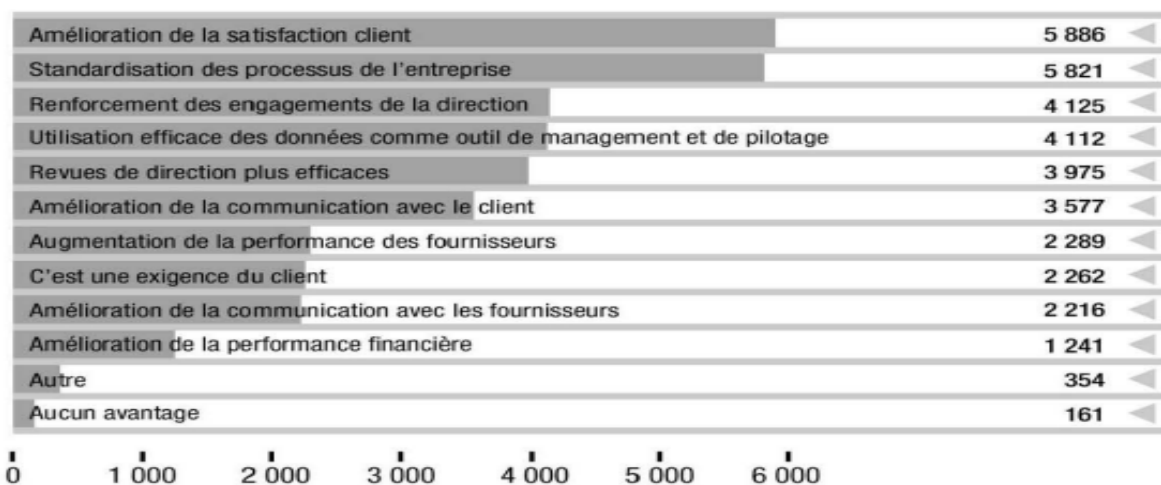 Amélioration de la satisfaction client 5 886
Standardisation des processus de l'entreprise 5 821
Renforcement des engagements de la direction 4 125
Utilisation efficace des données comme outil de management et de pilotage 4 112
Revues de direction plus efficaces 3 975
Amélioration de la communication avec le client 3 577
Augmentation de la performance des fournisseurs 2 289
C'est une exigence du client 2 262
Amélioration de la communication avec les fournisseurs 2 216
Amélioration de la performance financière 1 241
Autre 354
Aucun avantage 161
0 1 000 2 000 3 000 4 000 5 000 6 000